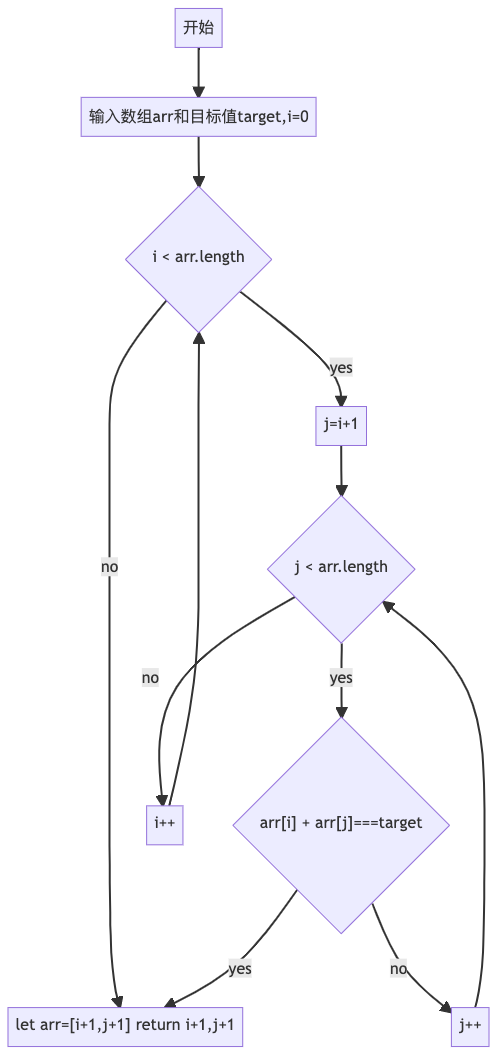 开始
输入数组arr和目标值target,i=0
i < arr.length
yes
j=i+1
no
j < arr.length
no
yes
i++
arr[i] + arr[j]===target
yes
no
let arr=[i+1,j+1] return i+1,j+1
j++